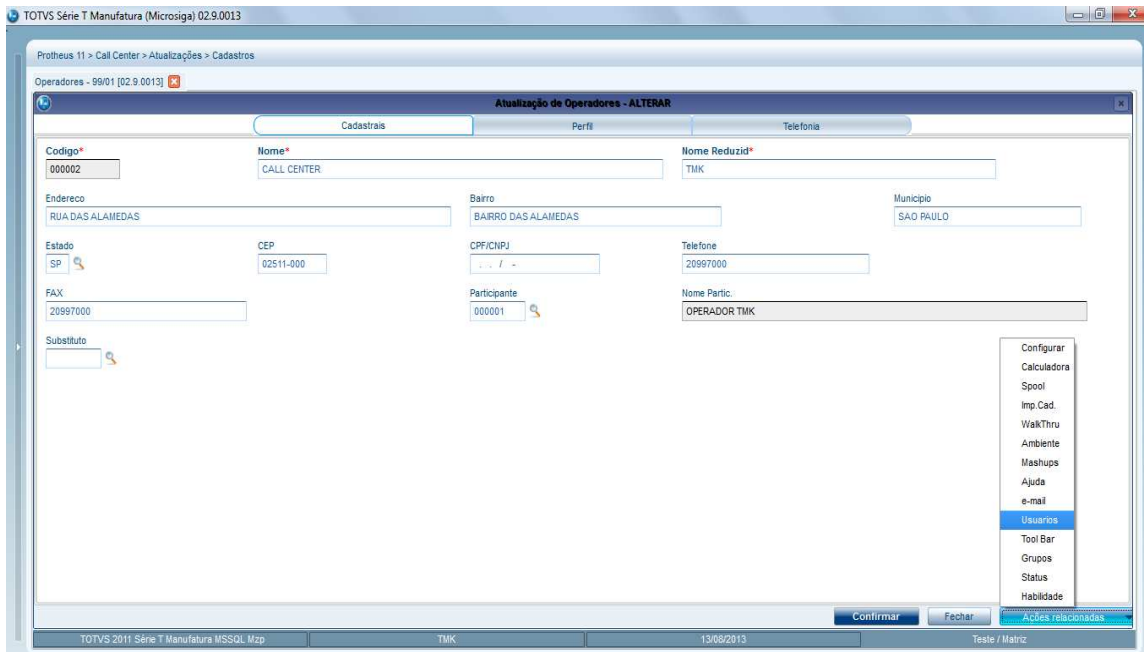 TOTVS Série T Manufatura (Microsiga) 02.9.0013
Protheus 11 > Call Center > Atualizações > Cadastros
Operadores - 99/01 [02.9.0013]
Atualização de Operadores - ALTERAR
Cadastrais Perfil Telefonia
Codigo* Nome* Nome Reduzid*
000002 CALL CENTER TMK
Endereco Bairro Municipio
RUA DAS ALAMEDAS BAIRRO DAS ALAMEDAS SAO PAULO
Estado CEP CPF/CNPJ Telefone
SP 02511-000 . . / - 20997000
FAX Participante Nome Partic.
20997000 000001 OPERADOR TMK
Substituto
Configurar
Calculadora
Spool
Imp.Cad.
WalkThru
Ambiente
Mashups
Ajuda
e-mail
Usuarios
Tool Bar
Grupos
Status
Habilidade
Confirmar Fechar Ações relacionadas
TOTVS 2011 Série T Manufatura MSSQL Mzp TMK 13/08/2013 Teste / Matriz